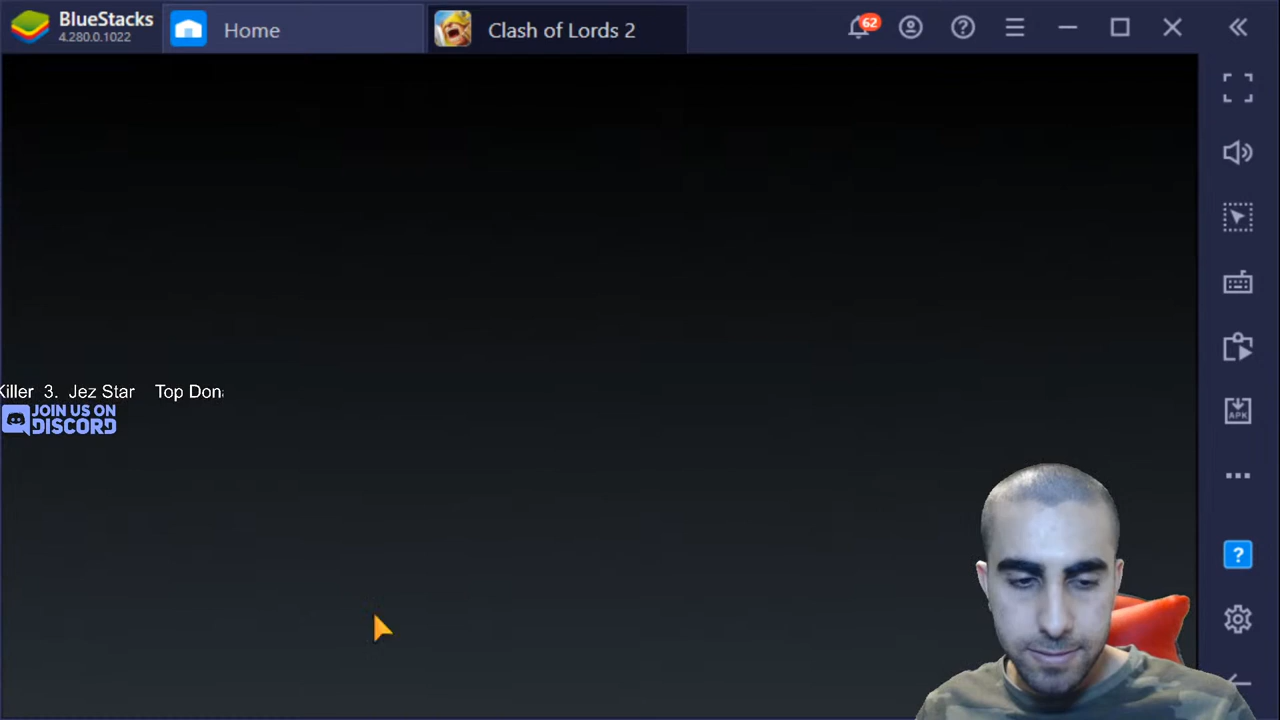 BlueStacks
4.280.0.1022
Home
Clash of Lords 2
62
Killer 3. Jez Star Top Don
JOIN US ON
DISCORD
APK
?